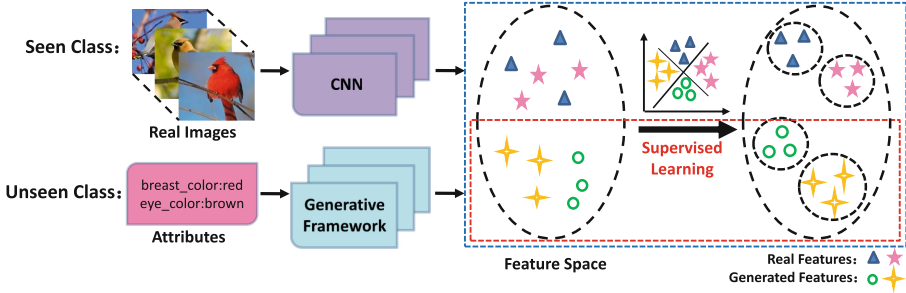 Seen Class:
CNN
Real Images
Supervised
Learning
Unseen Class:
breast_color:red
eye_color:brown
Generative
Framework
Attributes
Feature Space
Real Features:
Generated Features: